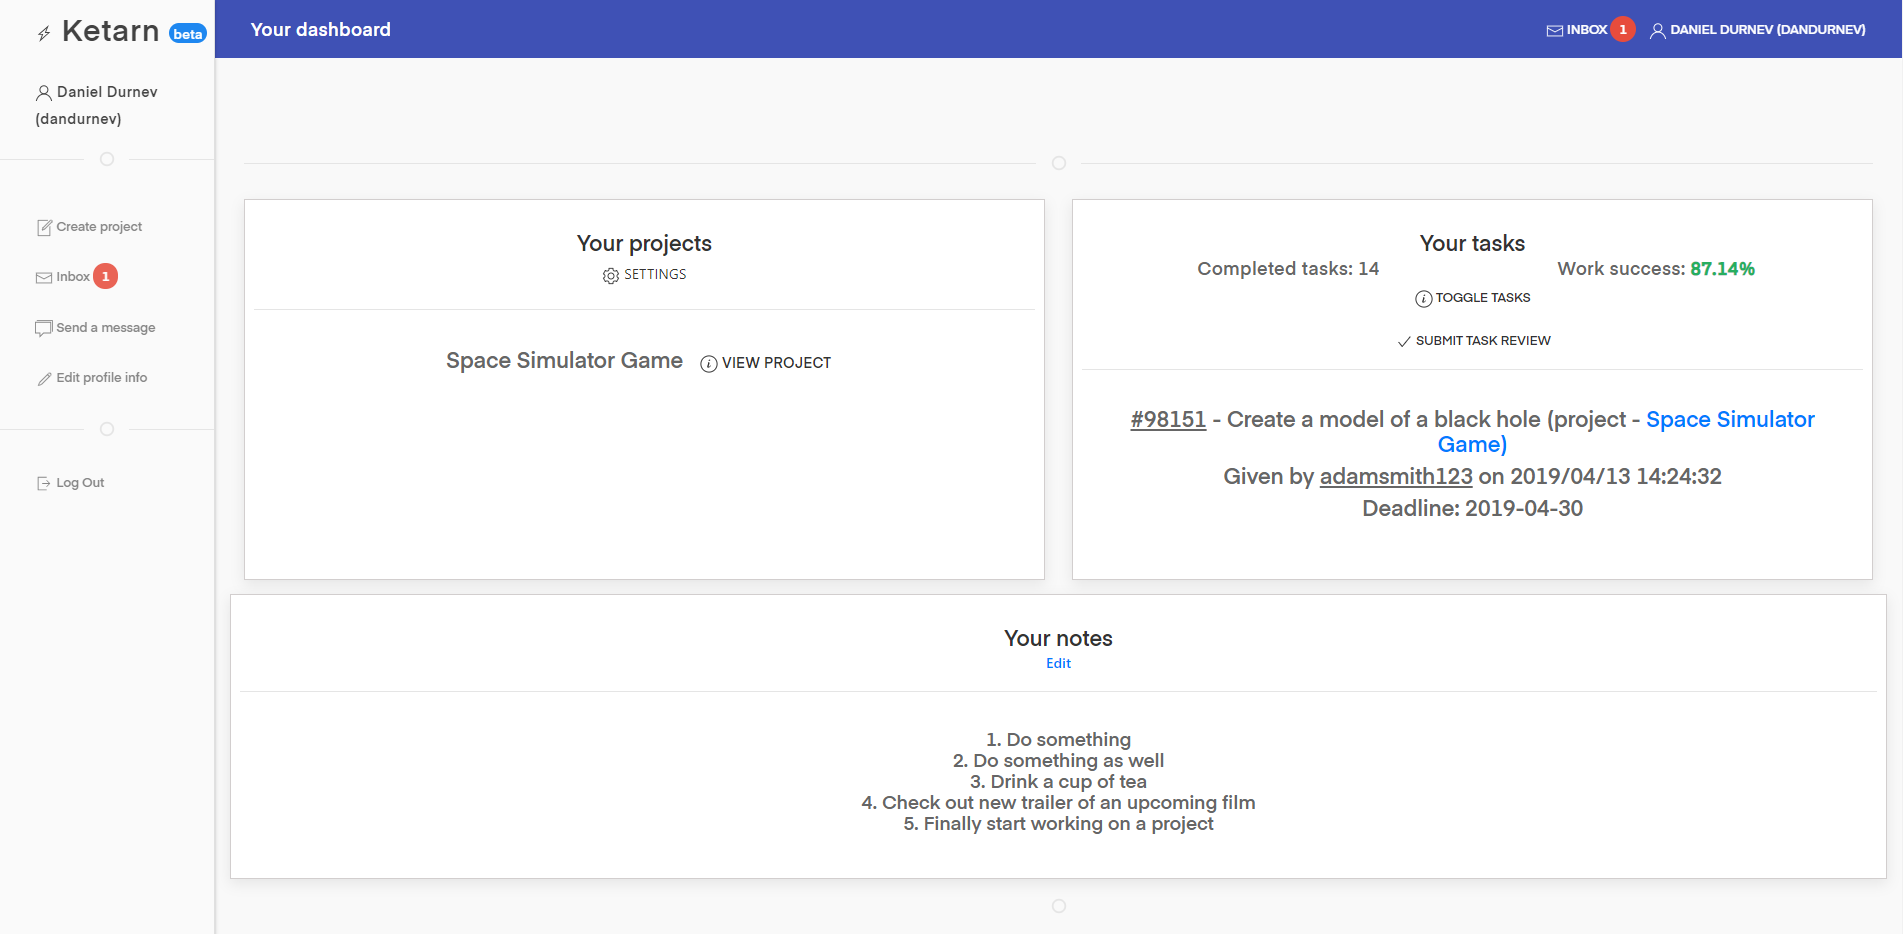 Ketarn beta
Daniel Durnev
(dandurnev)
Create project
Inbox 1
Send a message
Edit profile info
Log Out
Your dashboard
INBOX 1 DANIEL DURNEV (DANDURNEV)
Your projects
SETTINGS
Space Simulator Game VIEW PROJECT
Your tasks
Completed tasks: 14 Work success: 87.14%
TOGGLE TASKS
SUBMIT TASK REVIEW
#98151 - Create a model of a black hole (project - Space Simulator
Game)
Given by adamsmith123 on 2019/04/13 14:24:32
Deadline: 2019-04-30
Your notes
Edit
1. Do something
2. Do something as well
3. Drink a cup of tea
4. Check out new trailer of an upcoming film
5. Finally start working on a project